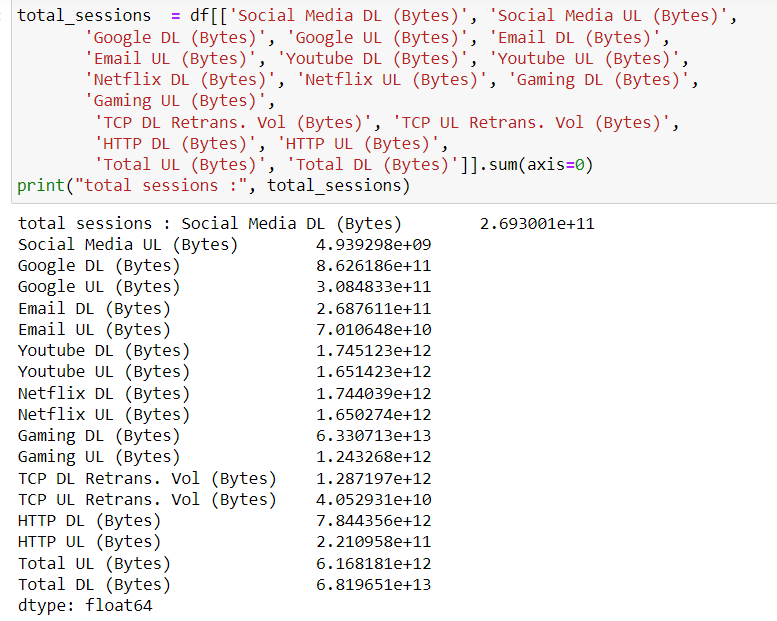 total_sessions  = df[['Social Media DL (Bytes)', 'Social Media UL (Bytes)',
       'Google DL (Bytes)', 'Google UL (Bytes)', 'Email DL (Bytes)',
       'Email UL (Bytes)', 'Youtube DL (Bytes)', 'Youtube UL (Bytes)',
       'Netflix DL (Bytes)', 'Netflix UL (Bytes)', 'Gaming DL (Bytes)',
       'Gaming UL (Bytes)',
        'TCP DL Retrans. Vol (Bytes)', 'TCP UL Retrans. Vol (Bytes)',
        'HTTP DL (Bytes)', 'HTTP UL (Bytes)',
        'Total UL (Bytes)', 'Total DL (Bytes)']].sum(axis=0)
print("total sessions :", total_sessions)
total sessions : Social Media DL (Bytes)        2.693001e+11
Social Media UL (Bytes)        4.939298e+09
Google DL (Bytes)              8.626186e+11
Google UL (Bytes)              3.084833e+11
Email DL (Bytes)               2.687611e+11
Email UL (Bytes)               7.010648e+10
Youtube DL (Bytes)             1.745123e+12
Youtube UL (Bytes)             1.651423e+12
Netflix DL (Bytes)             1.744039e+12
Netflix UL (Bytes)             1.650274e+12
Gaming DL (Bytes)              6.330713e+13
Gaming UL (Bytes)              1.243268e+12
TCP DL Retrans. Vol (Bytes)    1.287197e+12
TCP UL Retrans. Vol (Bytes)    4.052931e+10
HTTP DL (Bytes)                7.844356e+12
HTTP UL (Bytes)                2.210958e+11
Total UL (Bytes)               6.168181e+12
Total DL (Bytes)               6.819651e+13
dtype: float64